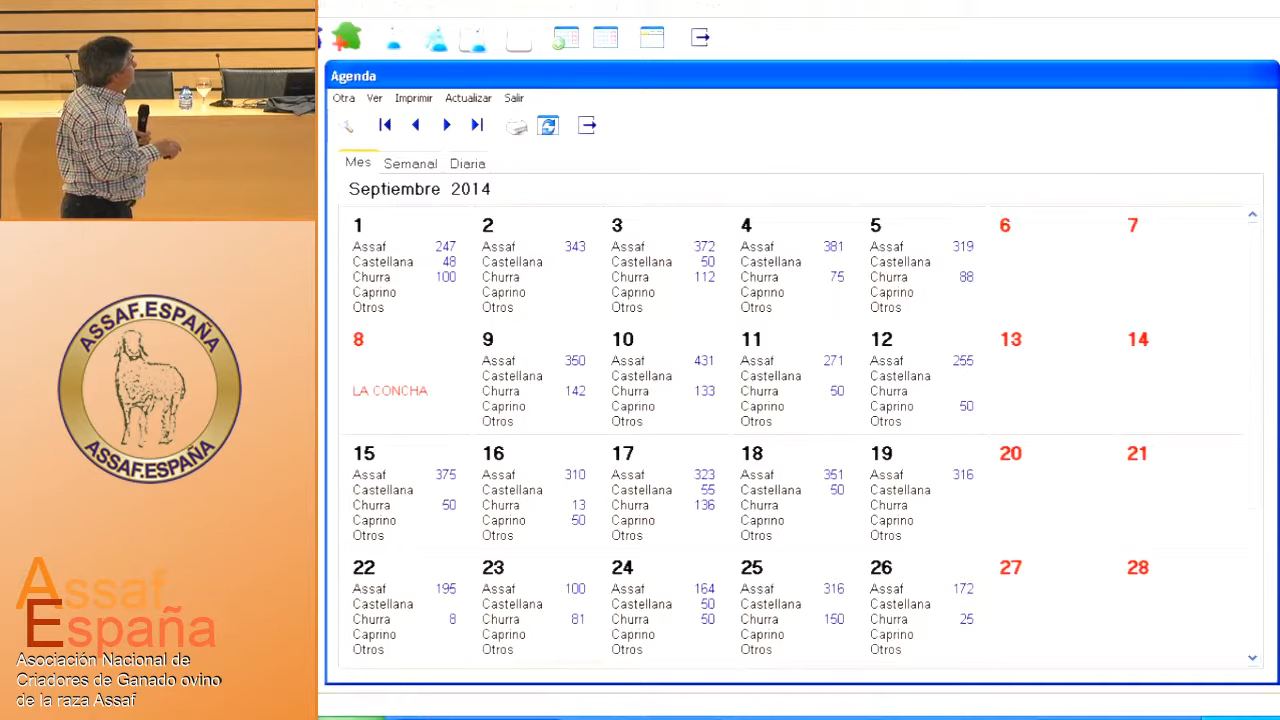 Agenda
Otra Ver Imprimir Actualizar Salir
Mes Semanal Diaria
Septiembre 2014
1 2 3 4 5 6 7
Assaf 247 Assaf 343 Assaf 372 Assaf 381 Assaf 319
Castellana 48 Castellana Castellana 50 Castellana Castellana
Churra 100 Churra Churra 112 Churra 75 Churra 88
Caprino Caprino Caprino Caprino Caprino
Otros Otros Otros Otros Otros
8 9 10 11 12 13 14
Assaf 350 Assaf 431 Assaf 271 Assaf 255
Castellana Castellana Castellana Castellana
LA CONCHA Churra 142 Churra 133 Churra 50 Churra
Caprino Caprino Caprino Caprino 50
Otros Otros Otros Otros
15 16 17 18 19 20 21
Assaf 375 Assaf 310 Assaf 323 Assaf 351 Assaf 316
Castellana Castellana Castellana 55 Castellana 50 Castellana
Churra 50 Churra 13 Churra 136 Churra Churra
Caprino Caprino 50 Caprino Caprino Caprino
Otros Otros Otros Otros Otros
22 23 24 25 26 27 28
Assaf 195 Assaf 100 Assaf 164 Assaf 316 Assaf 172
Castellana Castellana Castellana 50 Castellana Castellana
Churra 8 Churra 81 Churra 50 Churra 150 Churra 25
Caprino Caprino Caprino Caprino Caprino
Otros Otros Otros Otros Otros
ASSAF.ESPAÑA
ASSAF.ESPAÑA
Assaf
España
Asociación Nacional de
Criadores de Ganado ovino
de la raza Assaf